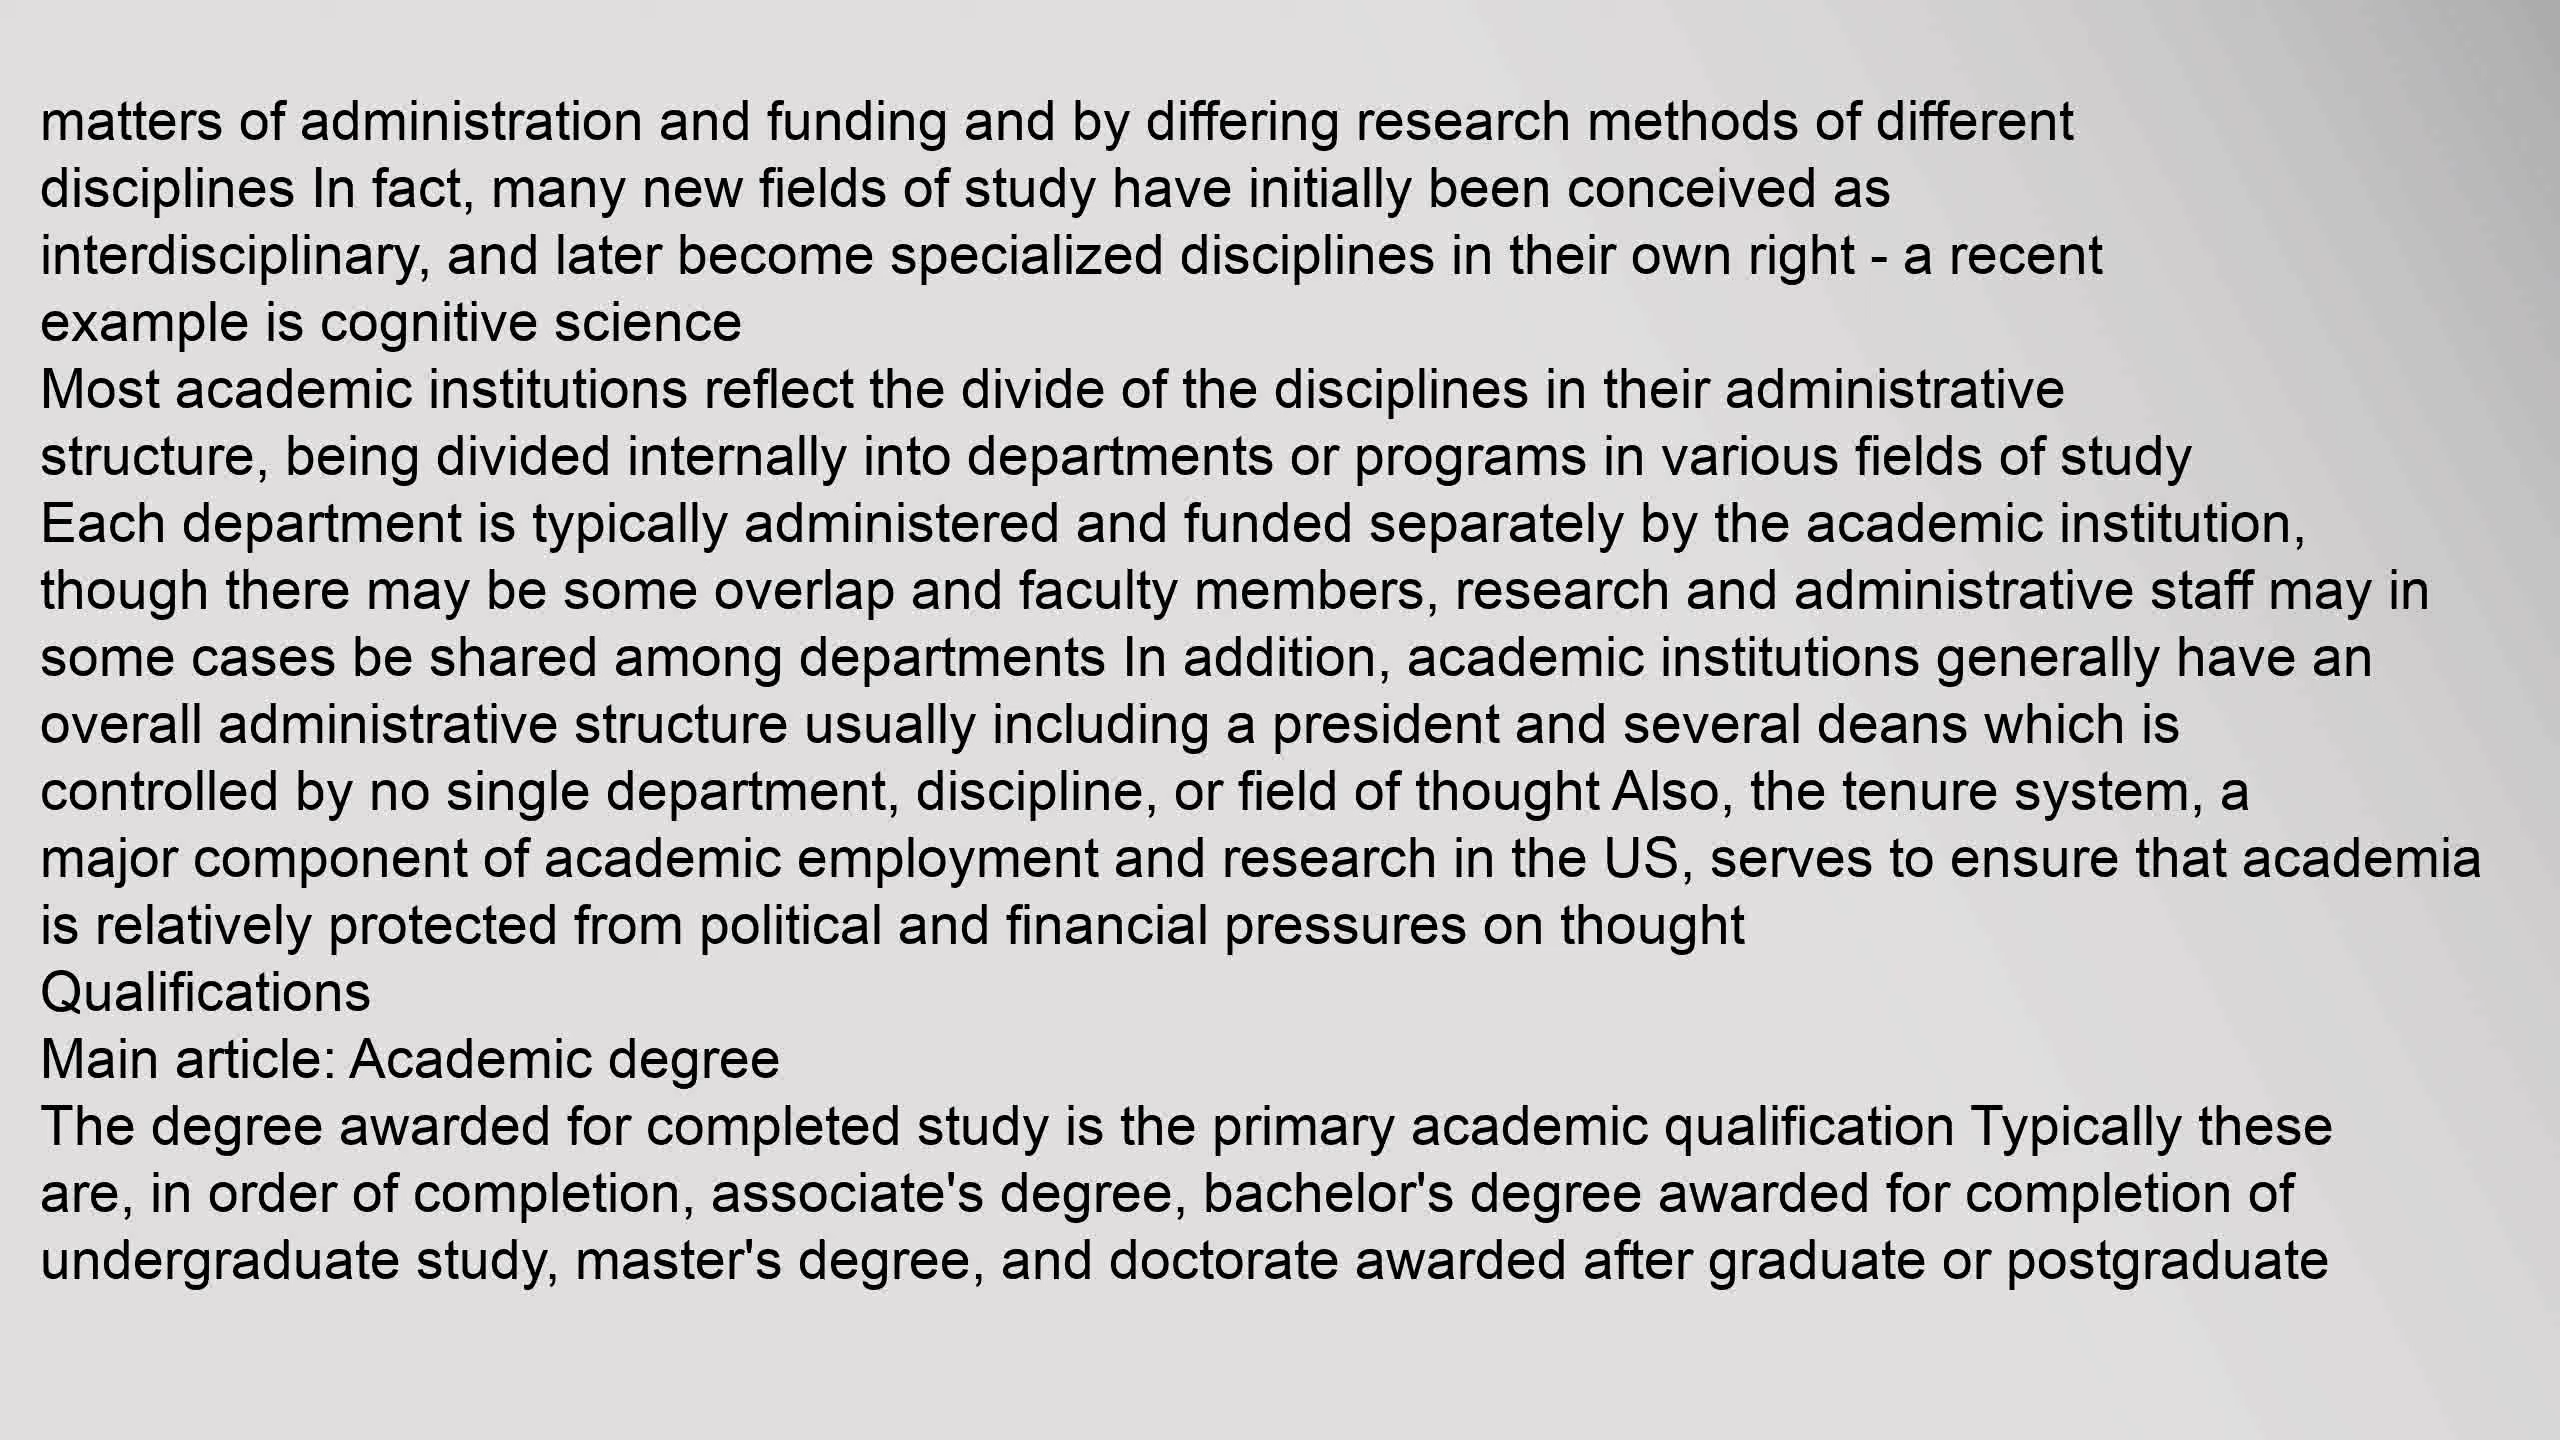 matters of administration and funding and by differing research methods of different
disciplines In fact, many new fields of study have initially been conceived as
interdisciplinary, and later become specialized disciplines in their own right - a recent
example is cognitive science
Most academic institutions reflect the divide of the disciplines in their administrative
structure, being divided internally into departments or programs in various fields of study
Each department is typically administered and funded separately by the academic institution,
though there may be some overlap and faculty members, research and administrative staff may in
some cases be shared among departments In addition, academic institutions generally have an
overall administrative structure usually including a president and several deans which is
controlled by no single department, discipline, or field of thought Also, the tenure system, a
major component of academic employment and research in the US, serves to ensure that academia
is relatively protected from political and financial pressures on thought
Qualifications
Main article: Academic degree
The degree awarded for completed study is the primary academic qualification Typically these
are, in order of completion, associate's degree, bachelor's degree awarded for completion of
undergraduate study, master's degree, and doctorate awarded after graduate or postgraduate